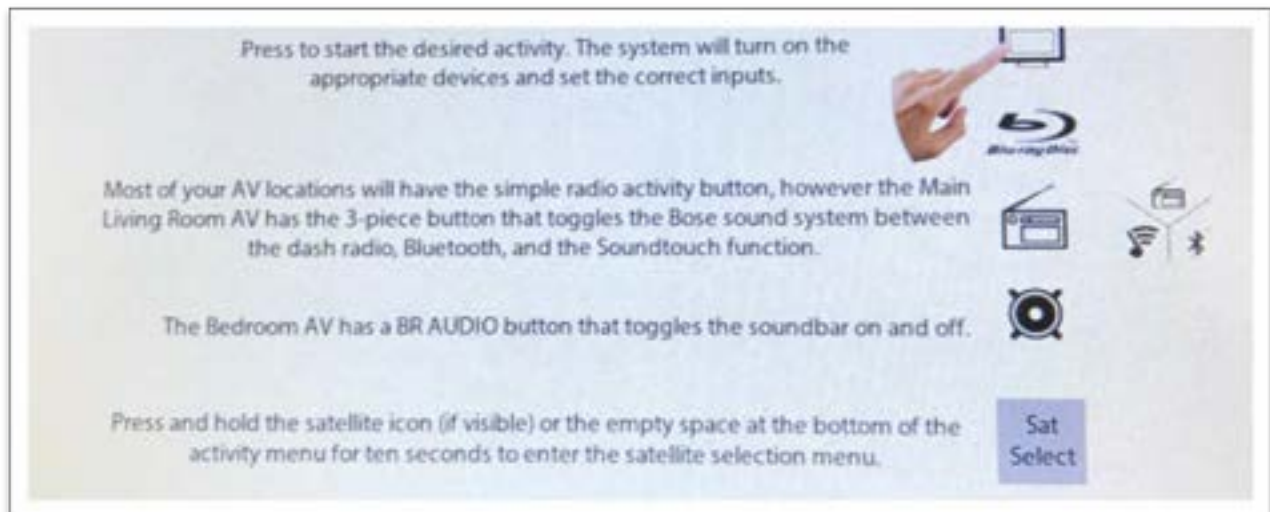 Press to start the desired activity. The system will turn on the
appropriate devices and set the correct inputs.
Blu-ray Disc
Most of your AV locations will have the simple radio activity button, however the Main
Living Room AV has the 3-piece button that toggles the Bose sound system between
the dash radio, Bluetooth, and the Soundtouch function.
The Bedroom AV has a BR AUDIO button that toggles the soundbar on and off.
Press and hold the satellite icon (if visible) or the empty space at the bottom of the
activity menu for ten seconds to enter the satellite selection menu.
Sat
Select